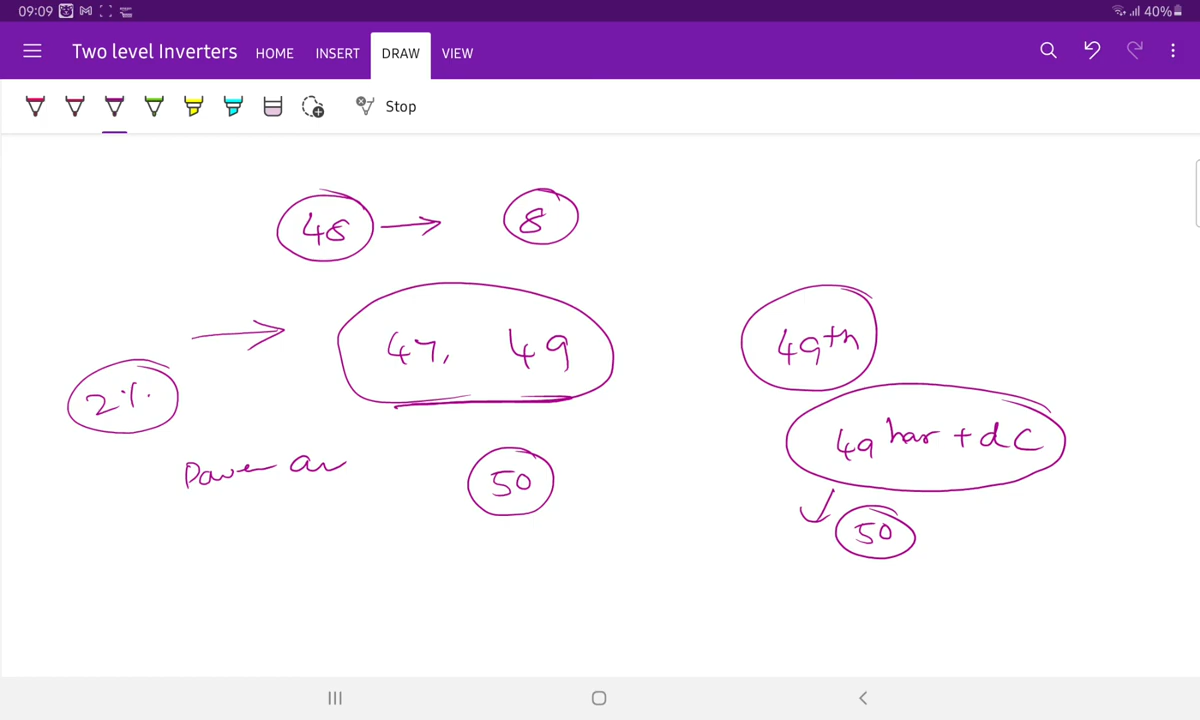 09:09 40%
Two level Inverters HOME INSERT DRAW VIEW
Stop
48 → 8
→ 47, 49 49th
2%. 49 har + dC
Power an 50
↓ 50